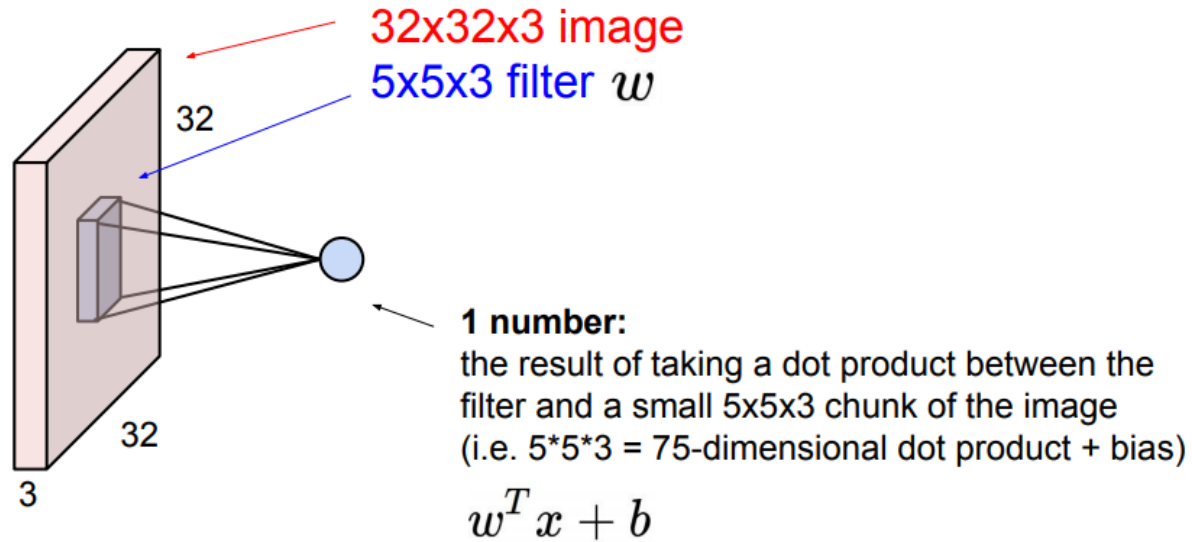 32x32x3 image
5x5x3 filter w
32
32
3
1 number:
the result of taking a dot product between the
filter and a small 5x5x3 chunk of the image
(i.e. 5*5*3 = 75-dimensional dot product + bias)
w^T x + b